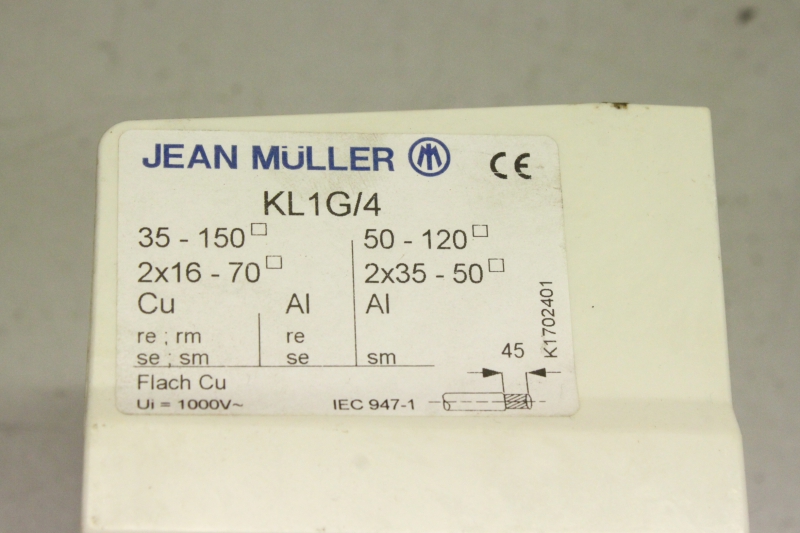 JEAN MÜLLER M CE
KL1G/4
35 - 150□ 50 - 120□
2x16 - 70□ 2x35 - 50□
Cu Al Al
re ; rm re
se ; sm se sm
45
K1702401
Flach Cu
Ui = 1000V~ IEC 947-1